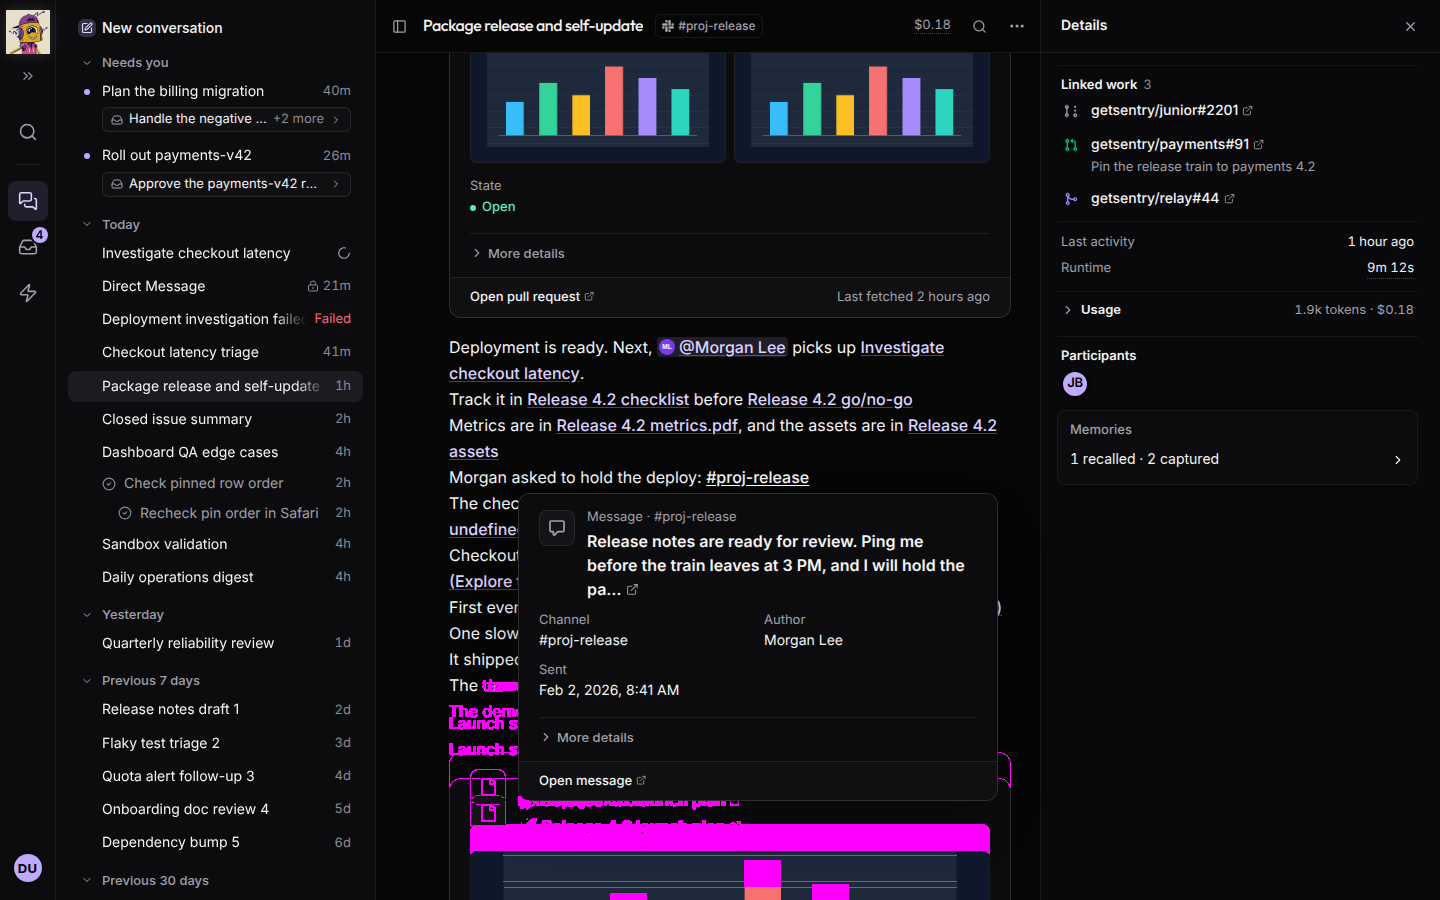 New conversation
Needs you
Plan the billing migration 40m
Handle the negative ... +2 more
Roll out payments-v42 26m
Approve the payments-v42 r...
Today
Investigate checkout latency
Direct Message 21m
Deployment investigation failed Failed
Checkout latency triage 41m
Package release and self-update 1h
Closed issue summary 2h
Dashboard QA edge cases 4h
Check pinned row order 2h
Recheck pin order in Safari 2h
Sandbox validation 4h
Daily operations digest 4h
Yesterday
Quarterly reliability review 1d
Previous 7 days
Release notes draft 1 2d
Flaky test triage 2 3d
Quota alert follow-up 3 4d
Onboarding doc review 4 5d
Dependency bump 5 6d
Previous 30 days
4
DU
Package release and self-update #proj-release $0.18
State
Open
More details
Open pull request Last fetched 2 hours ago
Deployment is ready. Next, ML @Morgan Lee picks up Investigate
checkout latency.
Track it in Release 4.2 checklist before Release 4.2 go/no-go
Metrics are in Release 4.2 metrics.pdf, and the assets are in Release 4.2
assets
Morgan asked to hold the deploy: #proj-release
The chec
undefine
Checkout
(Explore
First ever )
One slow
It shipped
The
The demo
Launch s
Launch s
Message · #proj-release
Release notes are ready for review. Ping me
before the train leaves at 3 PM, and I will hold the
pa...
Channel Author
#proj-release Morgan Lee
Sent
Feb 2, 2026, 8:41 AM
More details
Open message
Details
Linked work 3
getsentry/junior#2201
getsentry/payments#91
Pin the release train to payments 4.2
getsentry/relay#44
Last activity 1 hour ago
Runtime 9m 12s
Usage 1.9k tokens · $0.18
Participants
JB
Memories
1 recalled · 2 captured